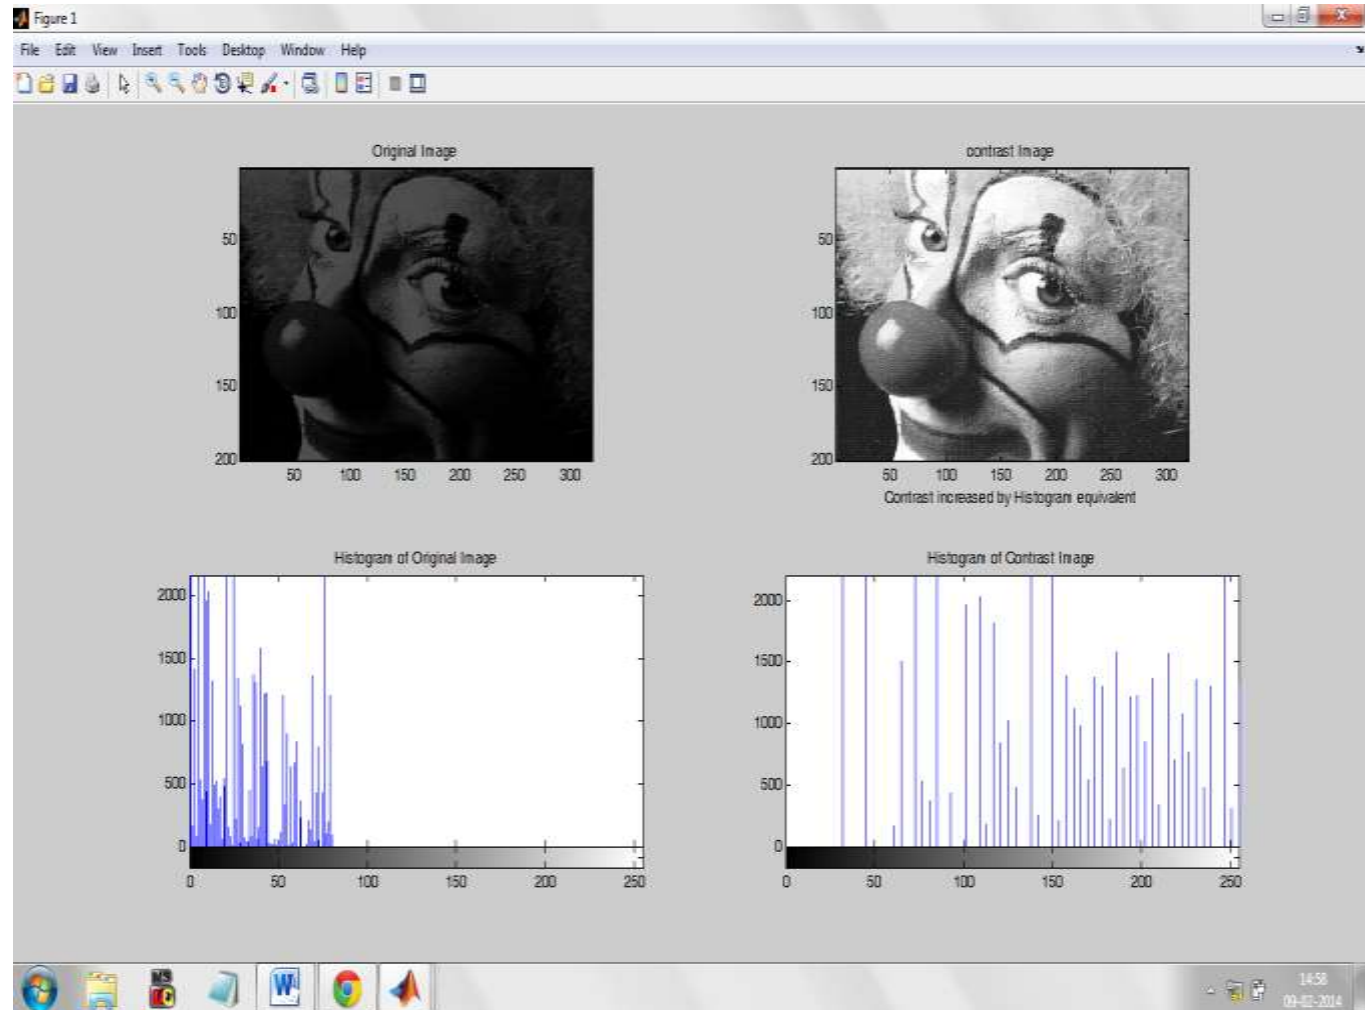 Figure 1
File Edit View Insert Tools Desktop Window Help
Original Image
50
100
150
200
50 100 150 200 250 300
contrast Image
50
100
150
200
50 100 150 200 250 300
Contrast increased by Histogram equivalent
Histogram of Original Image
2000
1500
1000
500
0
0 50 100 150 200 250
Histogram of Contrast Image
2000
1500
1000
500
0
0 50 100 150 200 250
NS
W
14:58
09-02-2014